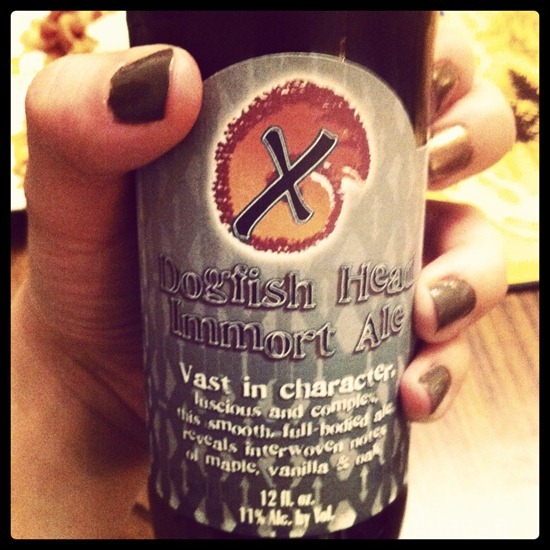 X
Dogfish Head
Immort Ale
Vast in character,
luscious and complex,
this smooth, full-bodied ale
reveals interwoven notes
of maple, vanilla & oak
12 fl. oz.
11% Alc. by Vol.